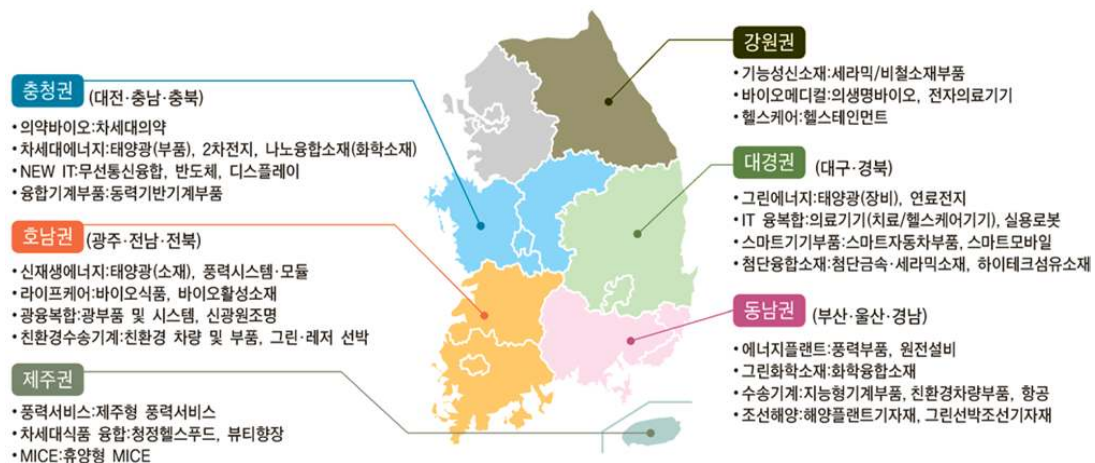 충청권 (대전·충남·충북)
• 의약바이오:차세대의약
• 차세대에너지:태양광(부품), 2차전지, 나노융합소재(화학소재)
• NEW IT:무선통신융합, 반도체, 디스플레이
• 융합기계부품:동력기반기계부품
호남권 (광주·전남·전북)
• 신재생에너지:태양광(소재), 풍력시스템·모듈
• 라이프케어:바이오식품, 바이오활성소재
• 광융복합:광부품 및 시스템, 신광원조명
• 친환경수송기계:친환경 차량 및 부품, 그린·레저 선박
제주권
• 풍력서비스:제주형 풍력서비스
• 차세대식품 융합:청정헬스푸드, 뷰티향장
• MICE:휴양형 MICE
강원권
• 기능성신소재:세라믹/비철소재부품
• 바이오메디컬:의생명바이오, 전자의료기기
• 헬스케어:헬스테인먼트
대경권 (대구·경북)
• 그린에너지:태양광(장비), 연료전지
• IT 융복합:의료기기(치료/헬스케어기기), 실용로봇
• 스마트기기부품:스마트자동차부품, 스마트모바일
• 첨단융합소재:첨단금속·세라믹소재, 하이테크섬유소재
동남권 (부산·울산·경남)
• 에너지플랜트:풍력부품, 원전설비
• 그린화학소재:화학융합소재
• 수송기계:지능형기계부품, 친환경차량부품, 항공
• 조선해양:해양플랜트기자재, 그린선박조선기자재